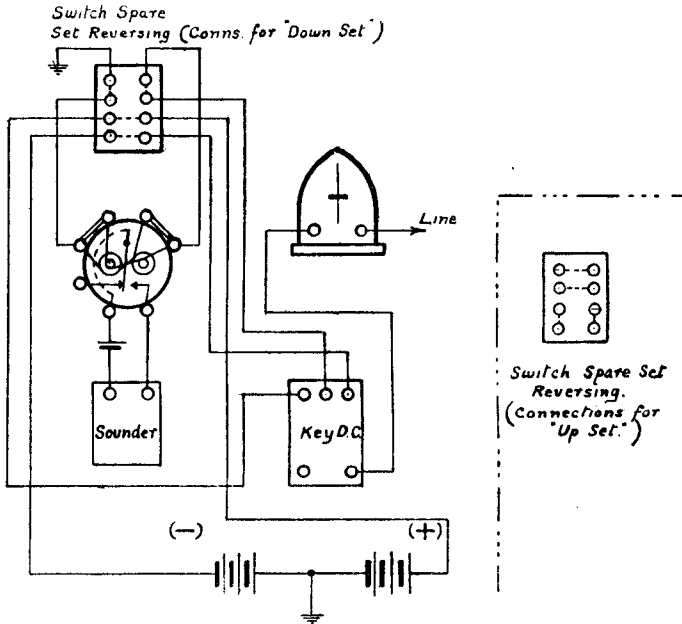 Switch Spare
Set Reversing (Conns. for "Down Set")
Line
Sounder
Key D.C.
(—)
(+)
Switch Spare Set
Reversing.
(Connections for
"Up Set.")